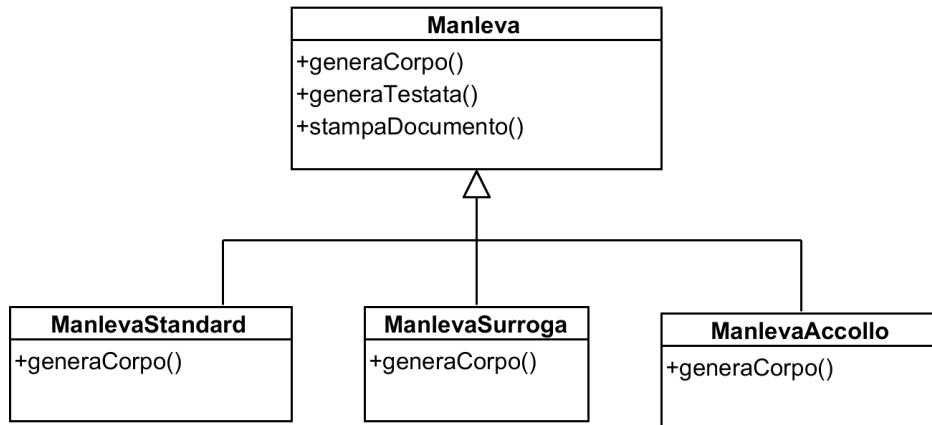 Manleva
+generaCorpo()
+generaTestata()
+stampaDocumento()
ManlevaStandard
+generaCorpo()
ManlevaSurroga
+generaCorpo()
ManlevaAccollo
+generaCorpo()